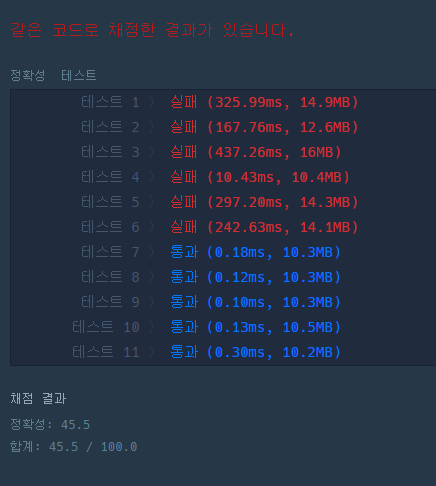 같은 코드로 채점한 결과가 있습니다.
정확성 테스트
테스트 1 〉 실패 (325.99ms, 14.9MB)
테스트 2 〉 실패 (167.76ms, 12.6MB)
테스트 3 〉 실패 (437.26ms, 16MB)
테스트 4 〉 실패 (10.43ms, 10.4MB)
테스트 5 〉 실패 (297.20ms, 14.3MB)
테스트 6 〉 실패 (242.63ms, 14.1MB)
테스트 7 〉 통과 (0.18ms, 10.3MB)
테스트 8 〉 통과 (0.12ms, 10.3MB)
테스트 9 〉 통과 (0.10ms, 10.3MB)
테스트 10 〉 통과 (0.13ms, 10.5MB)
테스트 11 〉 통과 (0.30ms, 10.2MB)
채점 결과
정확성: 45.5
합계: 45.5 / 100.0